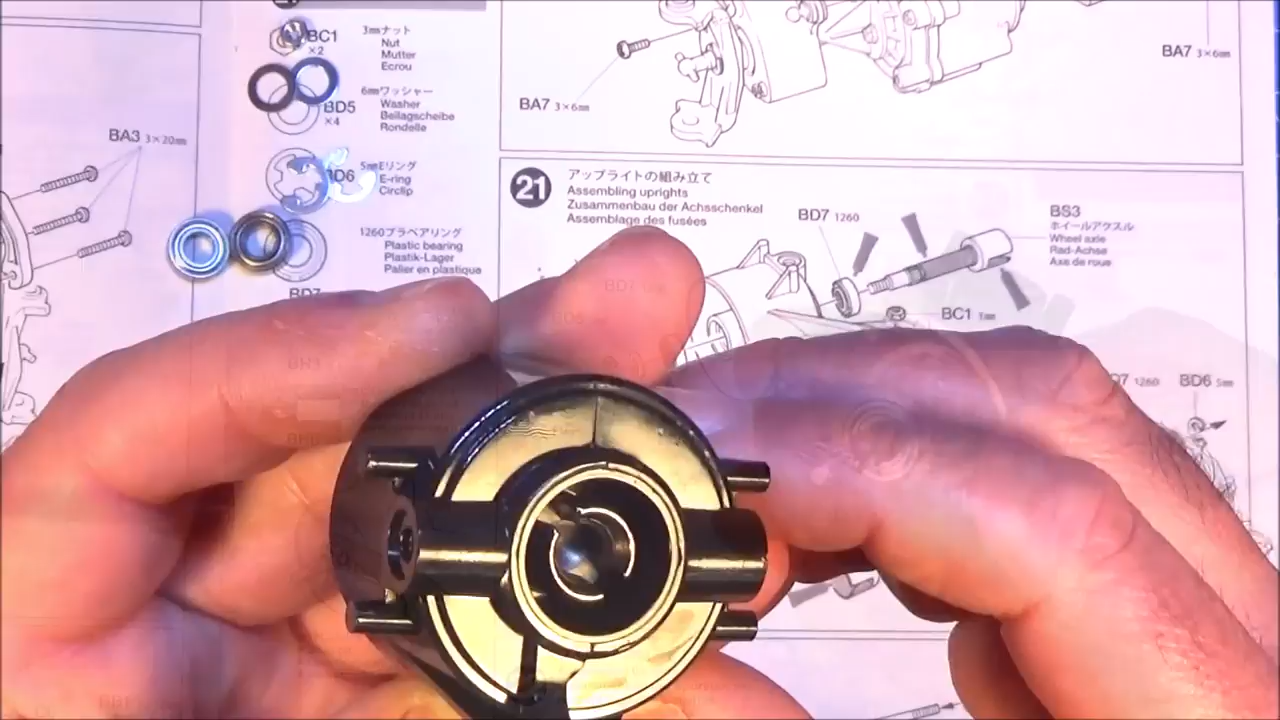 BC1
×2
3㎜ナット
Nut
Mutter
Ecrou
BD5
×4
6㎜ワッシャー
Washer
Beilagscheibe
Rondelle
BD6
5㎜Eリング
E-ring
Circlip
1260プラベアリング
Plastic bearing
Plastik-Lager
Palier en plastique
BD7
BA3 3×20㎜
BA7 3×6㎜
BA7 3×6㎜
21
アップライトの組み立て
Assembling uprights
Zusammenbau der Achsschenkel
Assemblage des fusées
BD7 1260
BS3
ホイールアクスル
Wheel axle
Rad-Achse
Axe de roue
BC1 3㎜
1260
BD6 5㎜